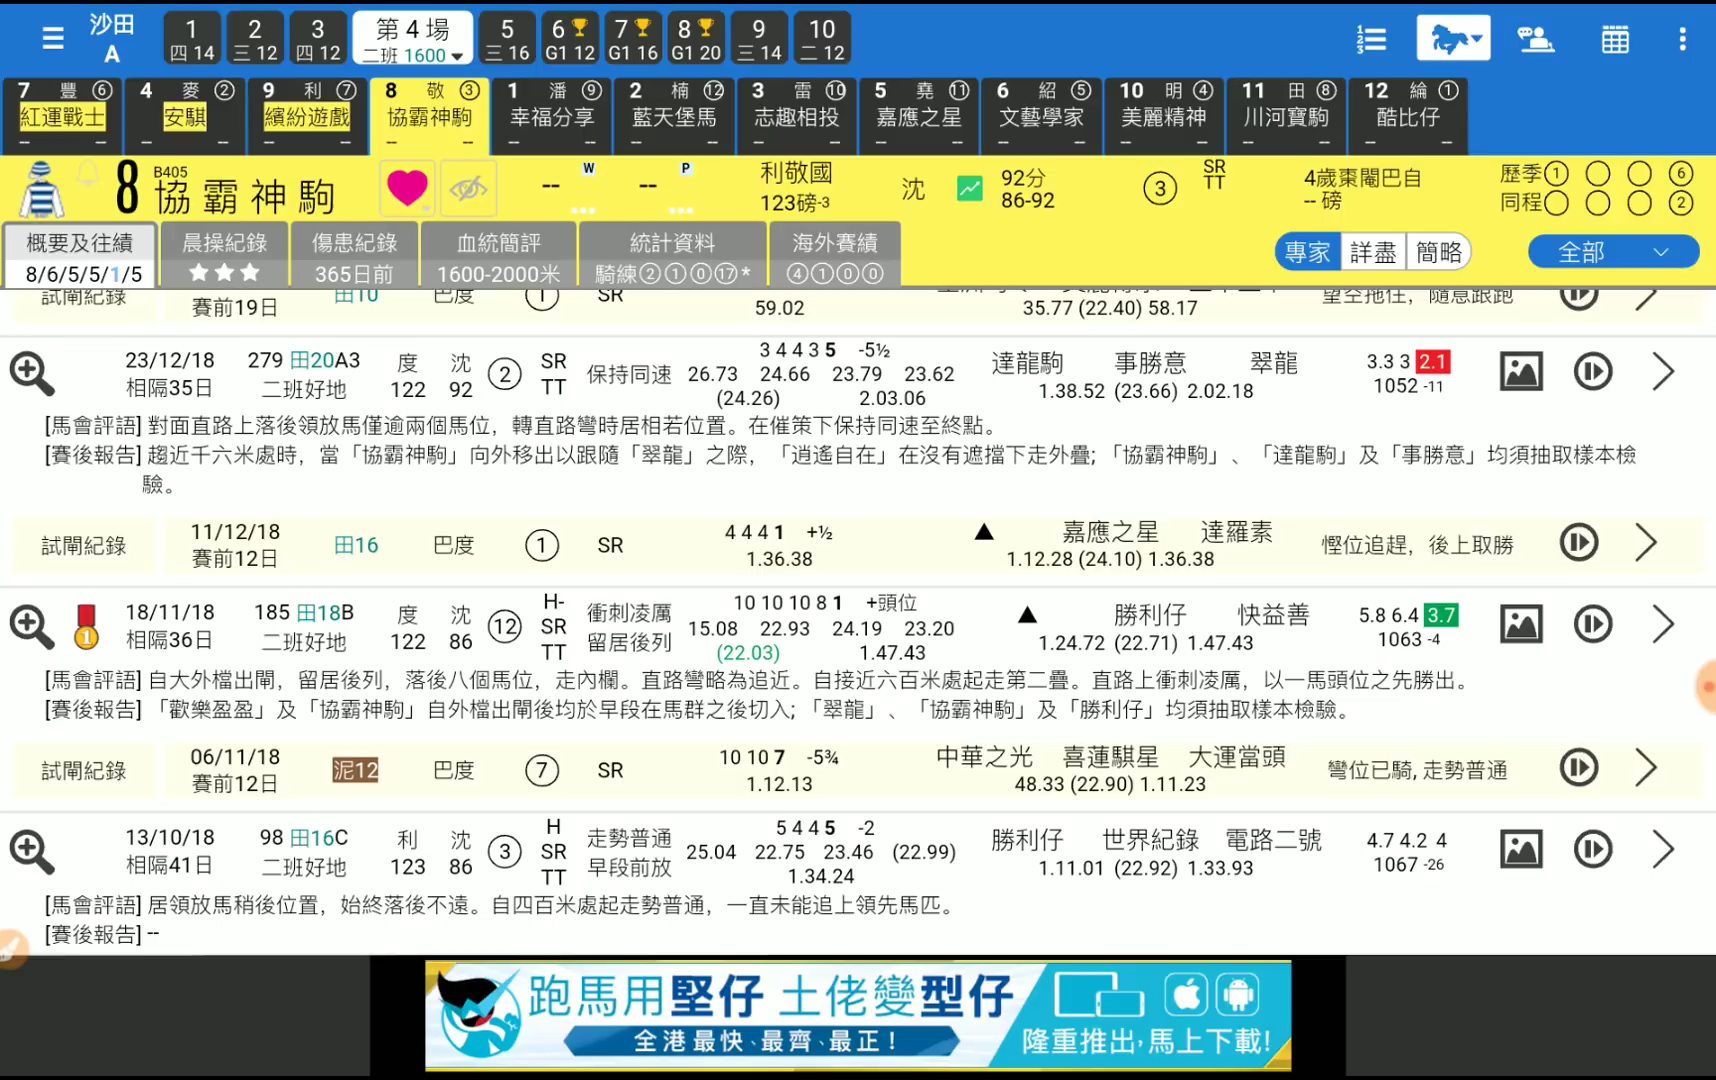 沙田 A
1 四 14
2 三 12
3 四 12
第 4 場 二班 1600
5 三 16
6 G1 12
7 G1 16
8 G1 20
9 三 14
10 二 12
7 豐 ⑥ 紅運戰士 -- --
4 麥 ② 安騏 -- --
9 利 ⑦ 繽紛遊戲 -- --
8 敬 ③ 協霸神駒 -- --
1 潘 ⑨ 幸福分享 -- --
2 楠 ⑫ 藍天堡馬 -- --
3 雷 ⑩ 志趣相投 -- --
5 堯 ⑪ 嘉應之星 -- --
6 紹 ⑤ 文藝學家 -- --
10 明 ④ 美麗精神 -- --
11 田 ⑧ 川河寶駒 -- --
12 綸 ① 酷比仔 -- --
8 B405 協霸神駒
-- W -- P
利敬國 123磅-3
沈
92分 86-92
③
SR TT
4歲棗閹巴自 -- 磅
歷季① ⑥
同程 ②
概要及往績 8/6/5/5/1/5
晨操紀錄 ★★★
傷患紀錄 365日前
血統簡評 1600-2000米
統計資料 騎練②①⓪⑰*
海外賽績 ④①⓪⓪
專家 詳盡 簡略
全部
試閘紀錄 賽前19日 田10 巴度 ① SR 59.02 35.77 (22.40) 58.17 望空拖住，隨意跟跑
23/12/18 279 田20A3 度 沈 ② SR 保持同速 3 4 4 3 5 -5½ 達龍駒 事勝意 翠龍 3.3 3 2.1
相隔35日 二班好地 122 92 TT 26.73 24.66 23.79 23.62 1.38.52 (23.66) 2.02.18 1052 -11
(24.26) 2.03.06
[馬會評語] 對面直路上落後領放馬僅逾兩個馬位，轉直路彎時居相若位置。在催策下保持同速至終點。
[賽後報告] 趨近千六米處時，當「協霸神駒」向外移出以跟隨「翠龍」之際，「逍遙自在」在沒有遮擋下走外疊; 「協霸神駒」、「達龍駒」及「事勝意」均須抽取樣本檢
驗。
試閘紀錄 11/12/18 田16 巴度 ① SR 4 4 4 1 +½ ▲ 嘉應之星 達羅素 慳位追趕，後上取勝
賽前12日 1.36.38 1.12.28 (24.10) 1.36.38
1 18/11/18 185 田18B 度 沈 ⑫ H- 衝刺凌厲 10 10 10 8 1 +頭位 ▲ 勝利仔 快益善 5.8 6.4 3.7
相隔36日 二班好地 122 86 SR 留居後列 15.08 22.93 24.19 23.20 1.24.72 (22.71) 1.47.43 1063 -4
TT (22.03) 1.47.43
[馬會評語] 自大外檔出閘，留居後列，落後八個馬位，走內欄。直路彎略為追近。自接近六百米處起走第二疊。直路上衝刺凌厲，以一馬頭位之先勝出。
[賽後報告] 「歡樂盈盈」及「協霸神駒」自外檔出閘後均於早段在馬群之後切入; 「翠龍」、「協霸神駒」及「勝利仔」均須抽取樣本檢驗。
試閘紀錄 06/11/18 泥12 巴度 ⑦ SR 10 10 7 -5¾ 中華之光 喜蓮騏星 大運當頭 彎位已騎, 走勢普通
賽前12日 1.12.13 48.33 (22.90) 1.11.23
13/10/18 98 田16C 利 沈 ③ H 走勢普通 5 4 4 5 -2 勝利仔 世界紀錄 電路二號 4.7 4.2 4
相隔41日 二班好地 123 86 SR 早段前放 25.04 22.75 23.46 (22.99) 1.11.01 (22.92) 1.33.93 1067 -26
TT 1.34.24
[馬會評語] 居領放馬稍後位置，始終落後不遠。自四百米處起走勢普通，一直未能追上領先馬匹。
[賽後報告] --
跑馬用堅仔 土佬變型仔
全港最快、最齊、最正！
隆重推出，馬上下載！